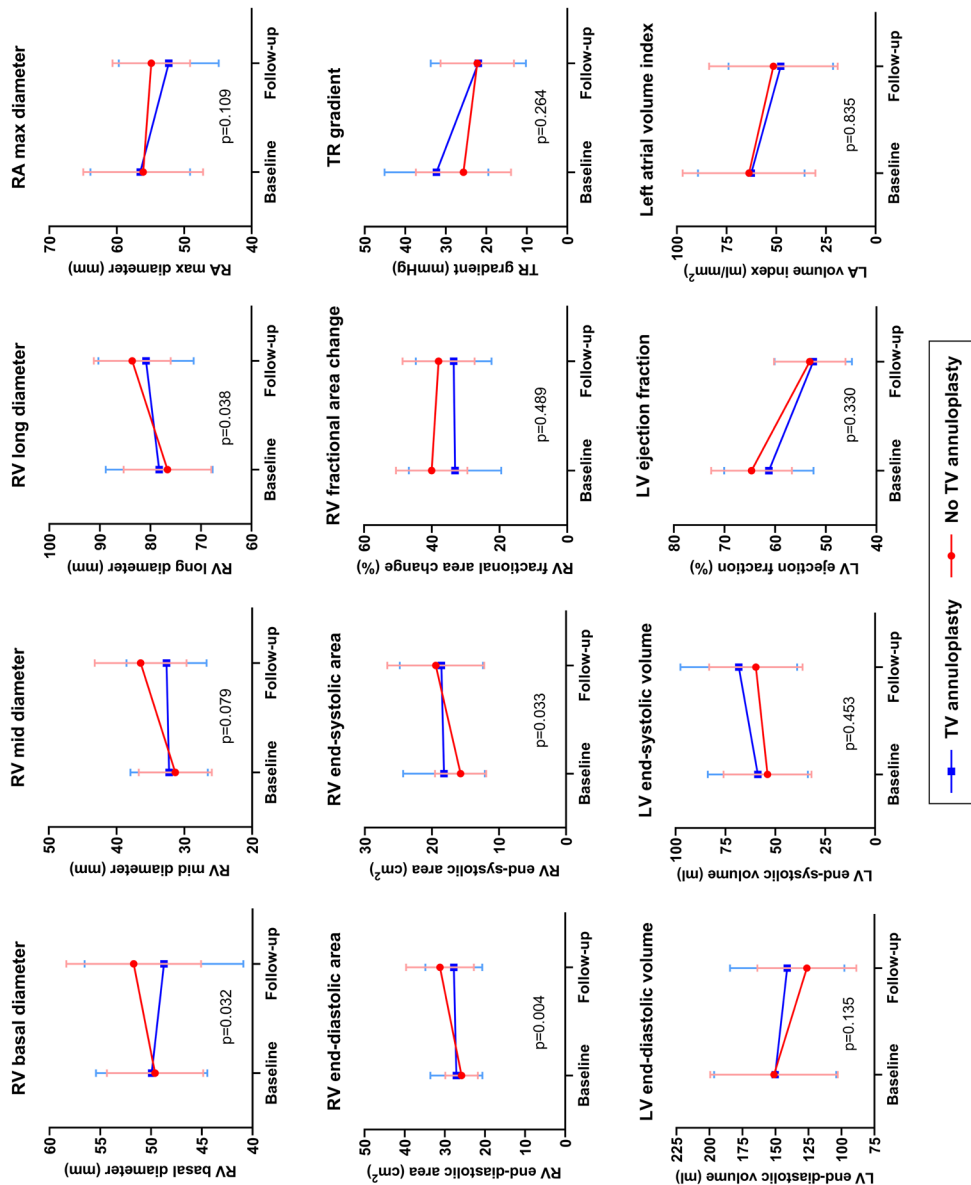 RV basal diameter
RV basal diameter (mm)
60
55
50
45
40
p=0.032
Baseline
Follow-up
RV mid diameter
RV mid diameter (mm)
50
40
30
20
p=0.079
Baseline
Follow-up
RV long diameter
RV long diameter (mm)
100
90
80
70
60
p=0.038
Baseline
Follow-up
RA max diameter
RA max diameter (mm)
70
60
50
40
p=0.109
Baseline
Follow-up
RV end-diastolic area
RV end-diastolic area (cm²)
50
40
30
20
10
0
p=0.004
Baseline
Follow-up
RV end-systolic area
RV end-systolic area (cm²)
30
20
10
0
p=0.033
Baseline
Follow-up
RV fractional area change
RV fractional area change (%)
60
40
20
0
p=0.489
Baseline
Follow-up
TR gradient
TR gradient (mmHg)
50
40
30
20
10
0
p=0.264
Baseline
Follow-up
LV end-diastolic volume
LV end-diastolic volume (ml)
225
200
175
150
125
100
75
p=0.135
Baseline
Follow-up
LV end-systolic volume
LV end-systolic volume (ml)
100
75
50
25
0
p=0.453
Baseline
Follow-up
LV ejection fraction
LV ejection fraction (%)
80
70
60
50
40
p=0.330
Baseline
Follow-up
Left atrial volume index
LA volume index (ml/mm²)
100
75
50
25
0
p=0.835
Baseline
Follow-up
TV annuloplasty
No TV annuloplasty